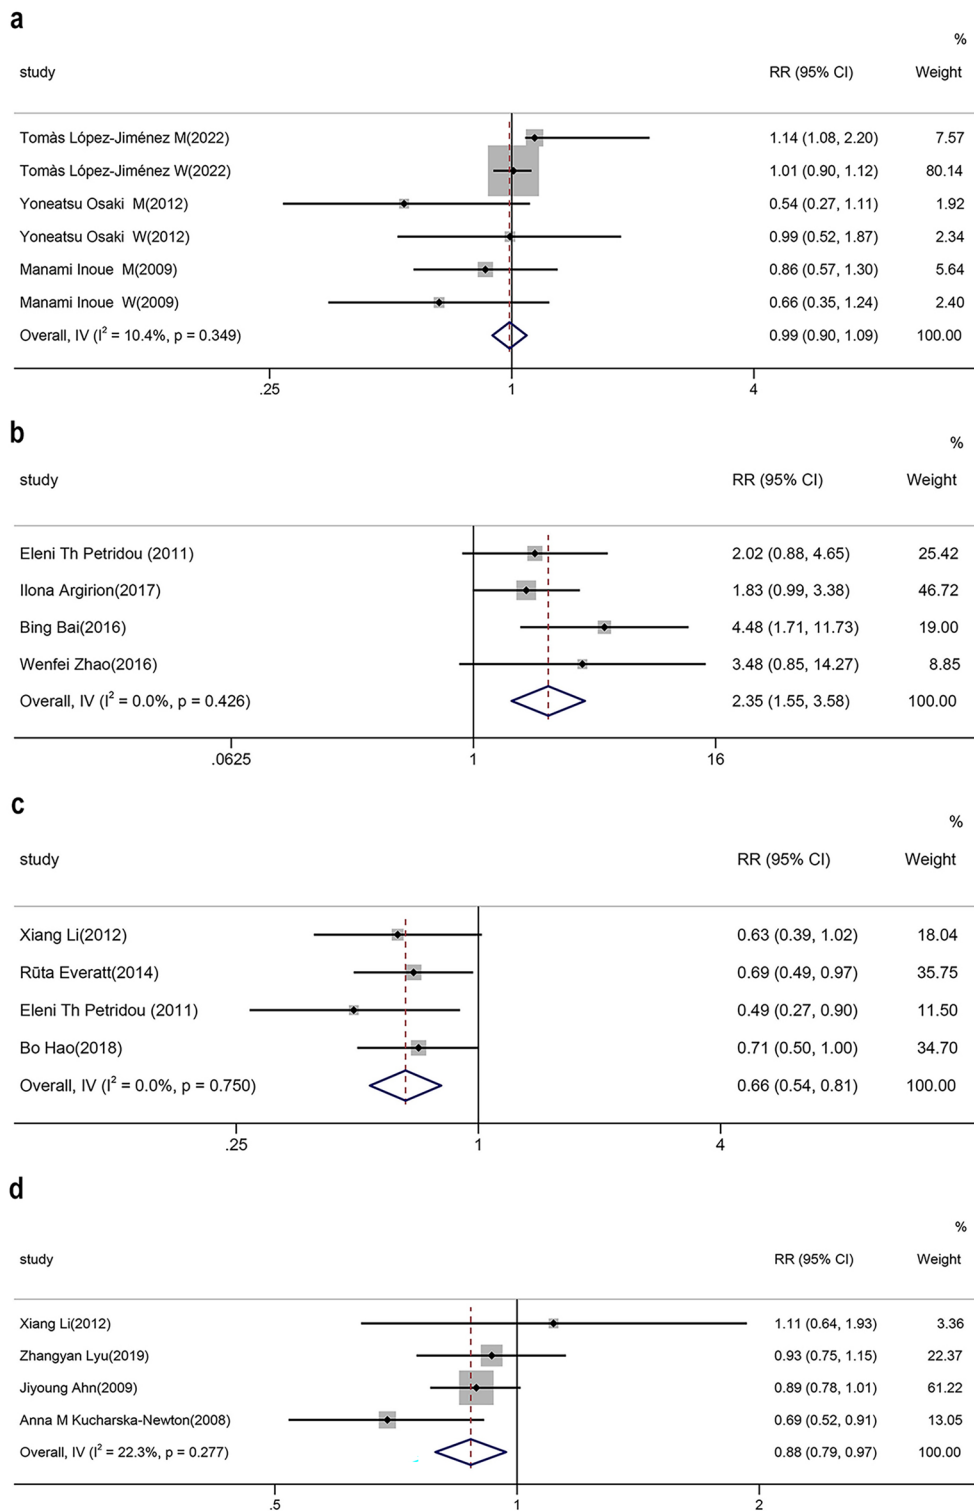 a
%
study RR (95% CI) Weight
Tomàs López-Jiménez M(2022) 1.14 (1.08, 2.20) 7.57
Tomàs López-Jiménez W(2022) 1.01 (0.90, 1.12) 80.14
Yoneatsu Osaki M(2012) 0.54 (0.27, 1.11) 1.92
Yoneatsu Osaki W(2012) 0.99 (0.52, 1.87) 2.34
Manami Inoue M(2009) 0.86 (0.57, 1.30) 5.64
Manami Inoue W(2009) 0.66 (0.35, 1.24) 2.40
Overall, IV (I² = 10.4%, p = 0.349) 0.99 (0.90, 1.09) 100.00
.25 1 4
b
%
study RR (95% CI) Weight
Eleni Th Petridou (2011) 2.02 (0.88, 4.65) 25.42
Ilona Argirion(2017) 1.83 (0.99, 3.38) 46.72
Bing Bai(2016) 4.48 (1.71, 11.73) 19.00
Wenfei Zhao(2016) 3.48 (0.85, 14.27) 8.85
Overall, IV (I² = 0.0%, p = 0.426) 2.35 (1.55, 3.58) 100.00
.0625 1 16
c
%
study RR (95% CI) Weight
Xiang Li(2012) 0.63 (0.39, 1.02) 18.04
Rūta Everatt(2014) 0.69 (0.49, 0.97) 35.75
Eleni Th Petridou (2011) 0.49 (0.27, 0.90) 11.50
Bo Hao(2018) 0.71 (0.50, 1.00) 34.70
Overall, IV (I² = 0.0%, p = 0.750) 0.66 (0.54, 0.81) 100.00
.25 1 4
d
%
study RR (95% CI) Weight
Xiang Li(2012) 1.11 (0.64, 1.93) 3.36
Zhangyan Lyu(2019) 0.93 (0.75, 1.15) 22.37
Jiyoung Ahn(2009) 0.89 (0.78, 1.01) 61.22
Anna M Kucharska-Newton(2008) 0.69 (0.52, 0.91) 13.05
Overall, IV (I² = 22.3%, p = 0.277) 0.88 (0.79, 0.97) 100.00
.5 1 2